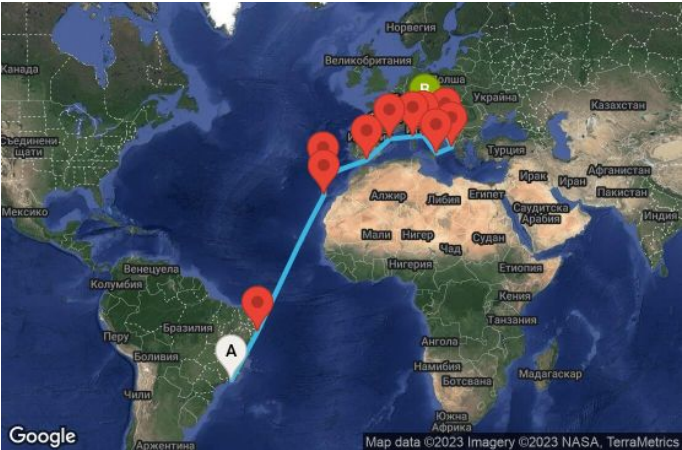 Норвегия
Великобритания
Канада
B
олша
Украйна
Казахстан
Съединени
щати
Турция
Мексико
Алжир
Либия
Египет
Ирак
Иран
Афганистан
Пакистан
Саудитска
Арабия
Индия
Мали
Нигер
Чад
Судан
Венецуела
Колумбия
Нигерия
Етиопия
Кения
Танзания
Перу
Бразилия
Боливия
A
Ангола
Намибия
Ботсвана
Мадагаскар
Чили
Южна
Африка
Аржентина
Google
Map data ©2023 Imagery ©2023 NASA, TerraMetrics